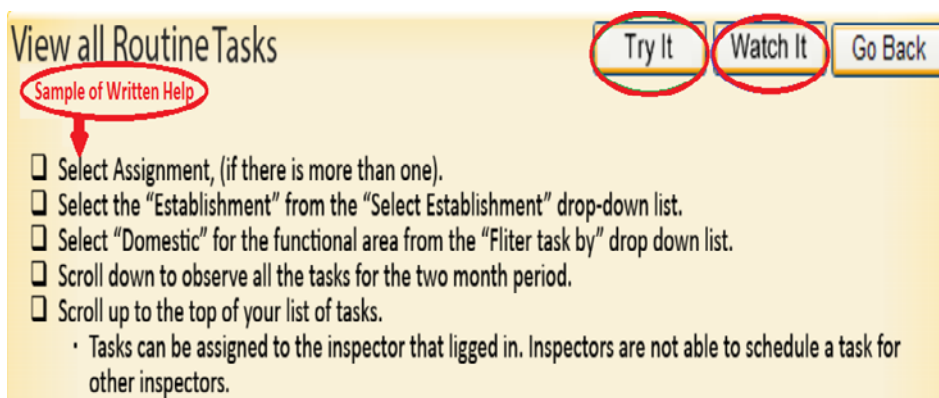 View all Routine Tasks
Try It
Watch It
Go Back
Sample of Written Help
❑ Select Assignment, (if there is more than one).
❑ Select the “Establishment” from the “Select Establishment” drop-down list.
❑ Select “Domestic” for the functional area from the “Fliter task by” drop down list.
❑ Scroll down to observe all the tasks for the two month period.
❑ Scroll up to the top of your list of tasks.
· Tasks can be assigned to the inspector that ligged in. Inspectors are not able to schedule a task for
other inspectors.